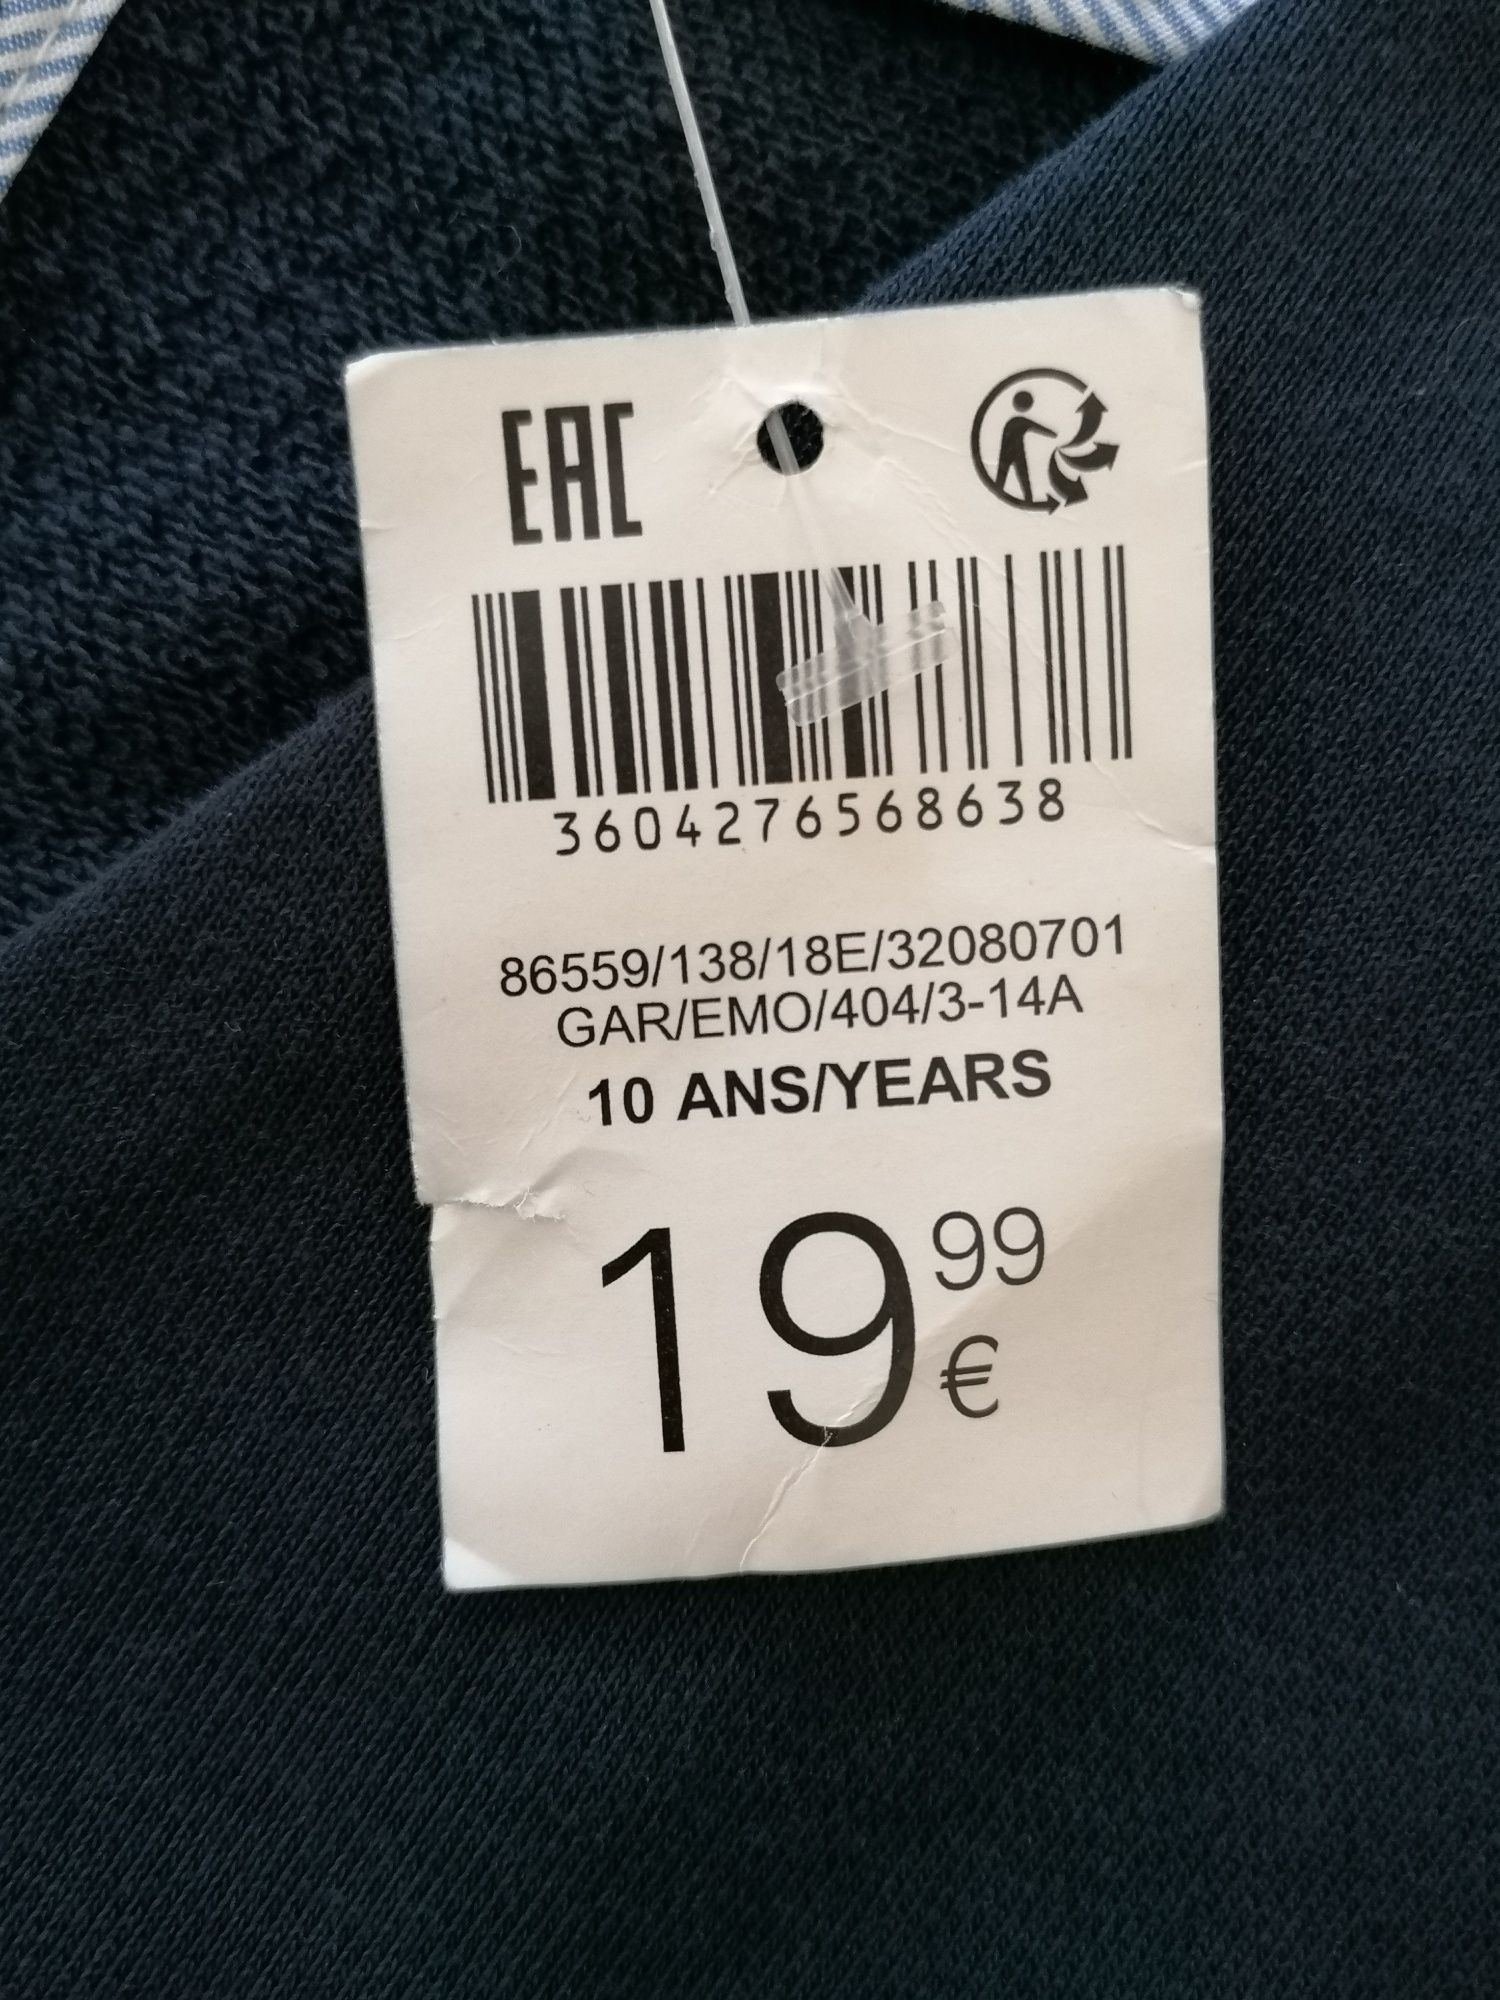 EAC
3604276568638
86559/138/18E/32080701
GAR/EMO/404/3-14A
10 ANS/YEARS
19 99
€